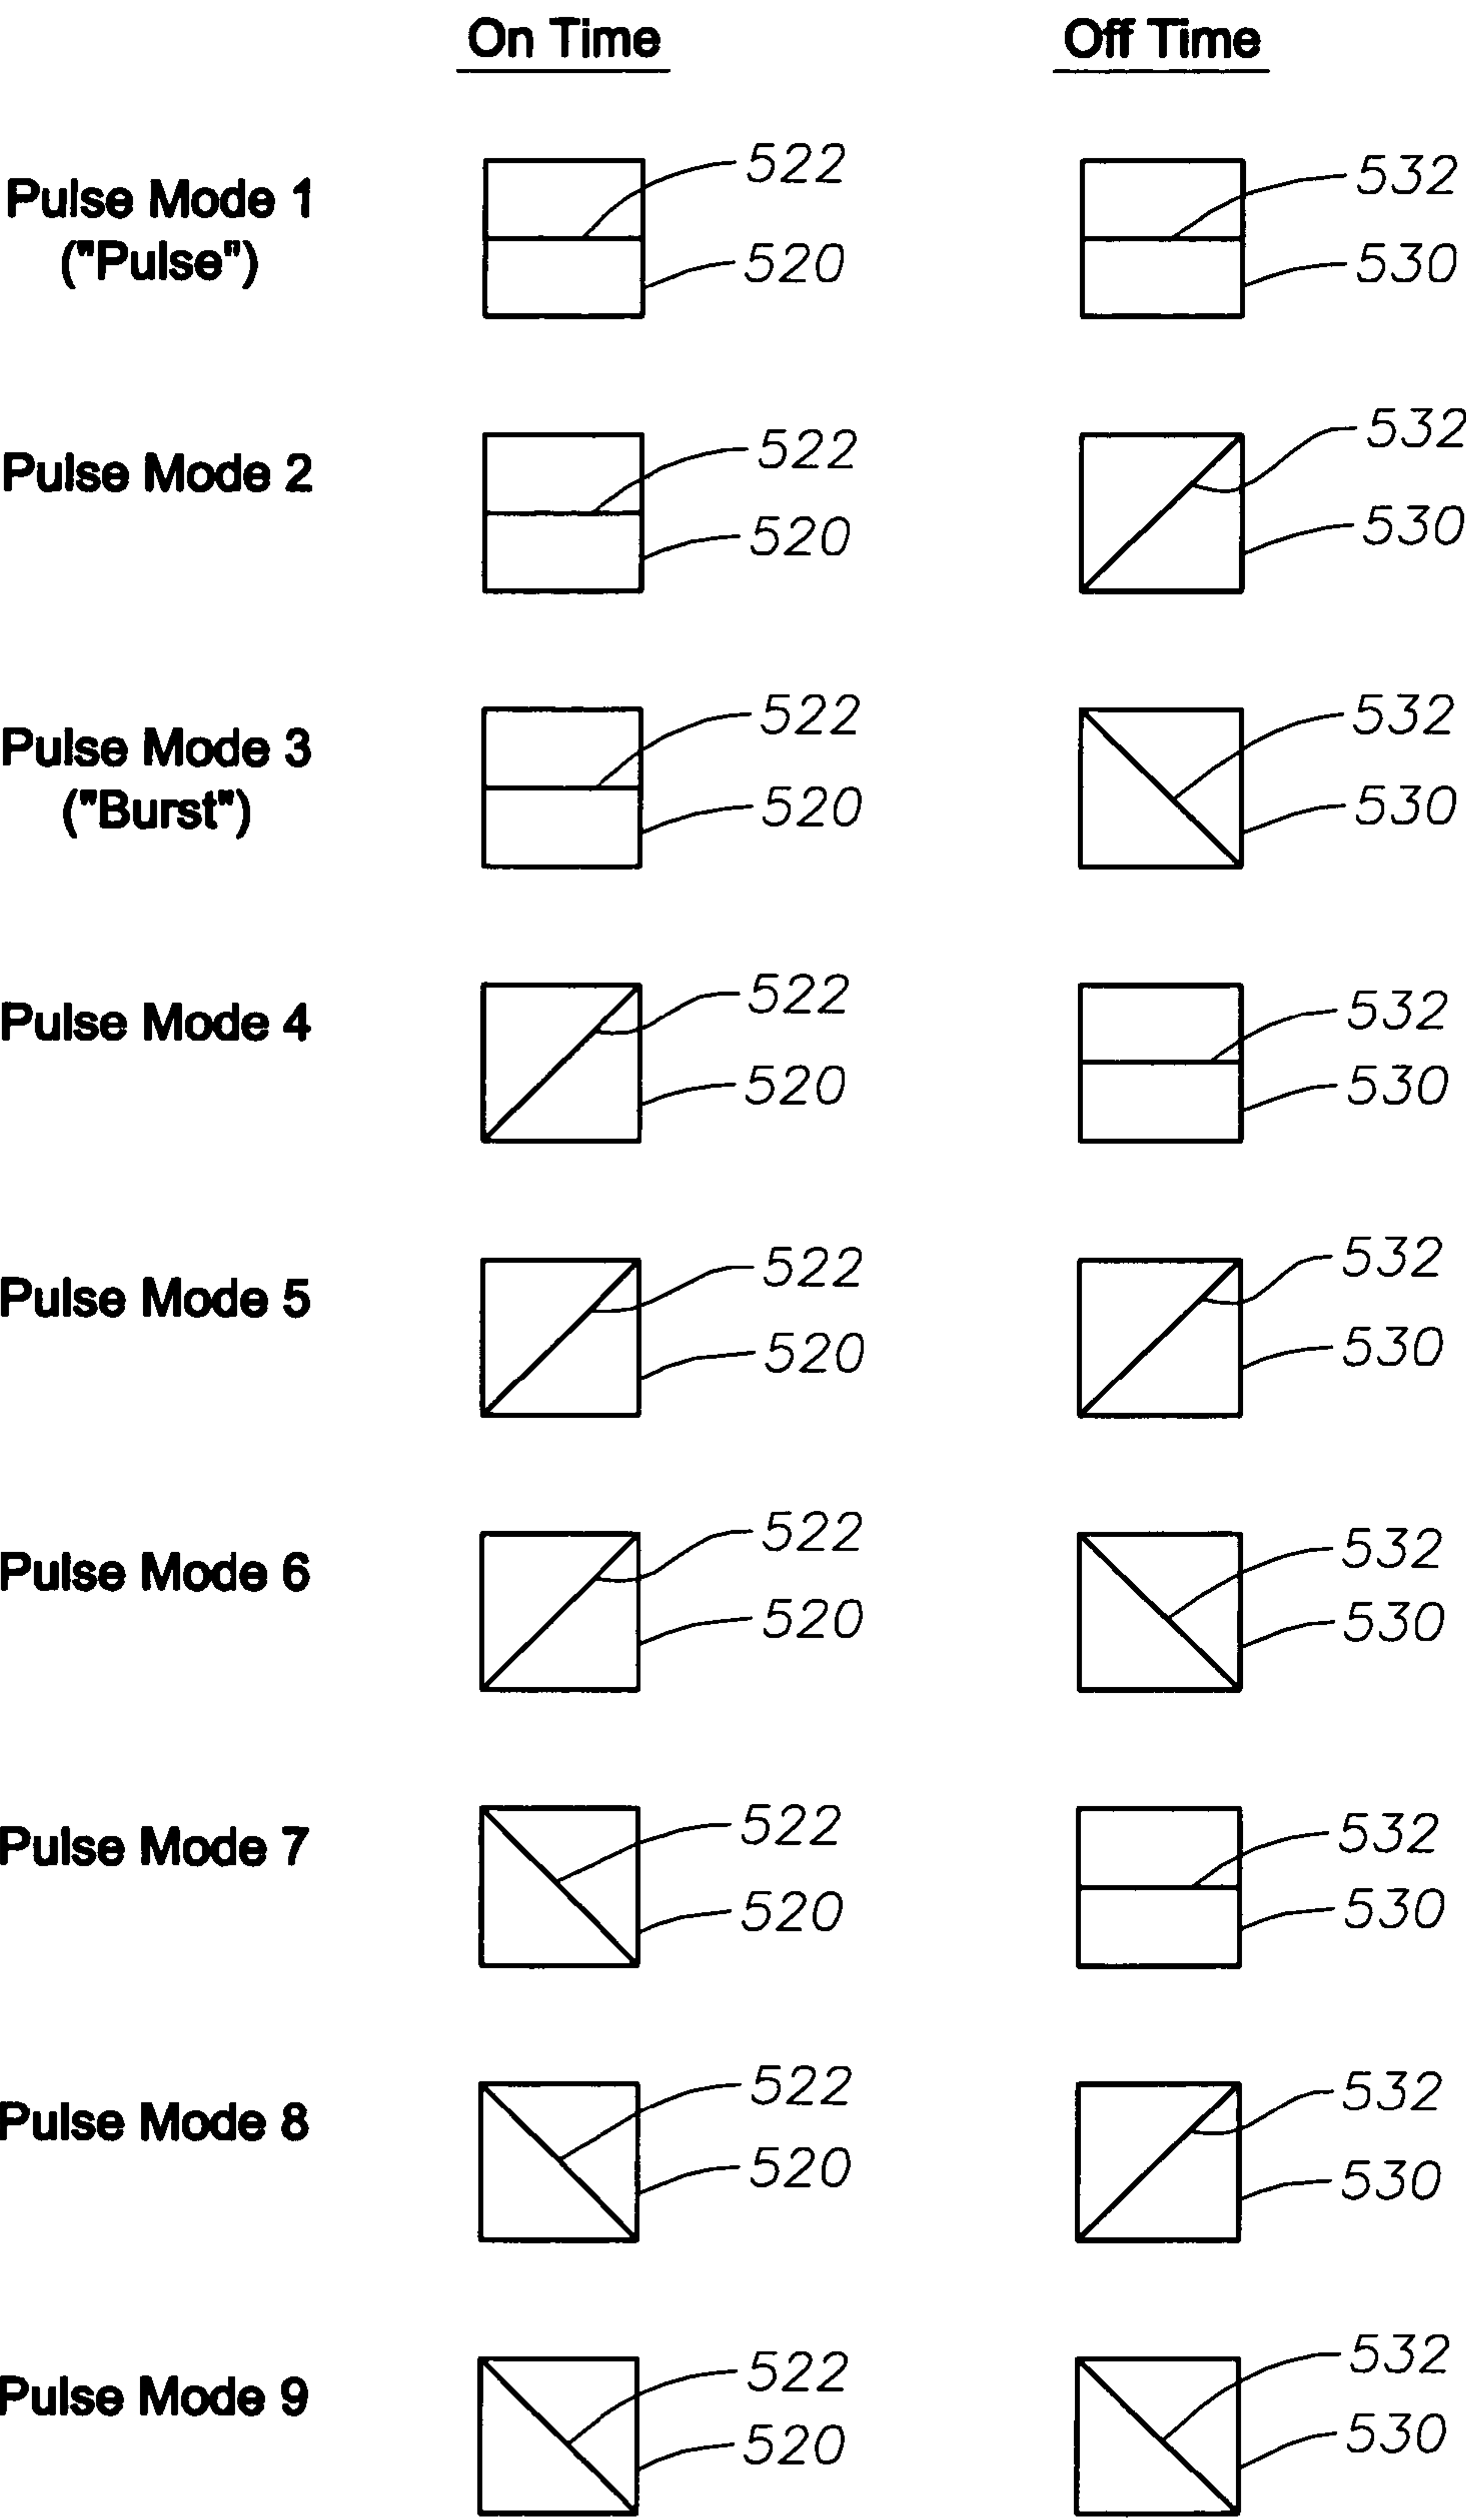 On Time Off Time
Pulse Mode 1
("Pulse")
522 532
520 530
Pulse Mode 2
522 532
520 530
Pulse Mode 3
("Burst")
522 532
520 530
Pulse Mode 4
522 532
520 530
Pulse Mode 5
522 532
520 530
Pulse Mode 6
522 532
520 530
Pulse Mode 7
522 532
520 530
Pulse Mode 8
522 532
520 530
Pulse Mode 9
522 532
520 530